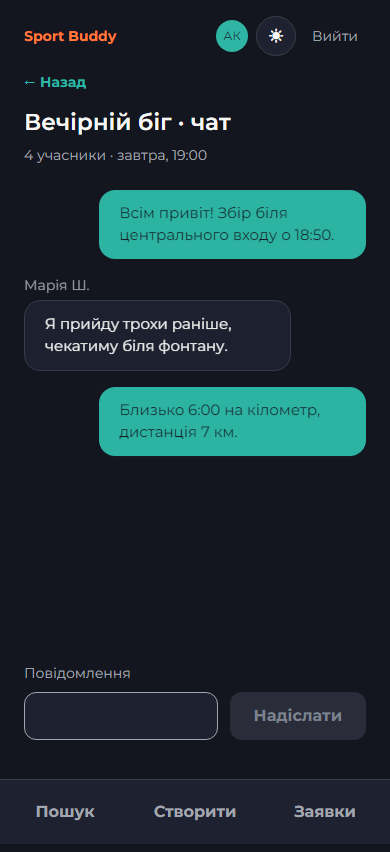 Sport Buddy
АК
Вийти
← Назад
Вечірній біг · чат
4 учасники · завтра, 19:00
Всім привіт! Збір біля
центрального входу о 18:50.
Марія Ш.
Я прийду трохи раніше,
чекатиму біля фонтану.
Близько 6:00 на кілометр,
дистанція 7 км.
Повідомлення
Надіслати
Пошук
Створити
Заявки